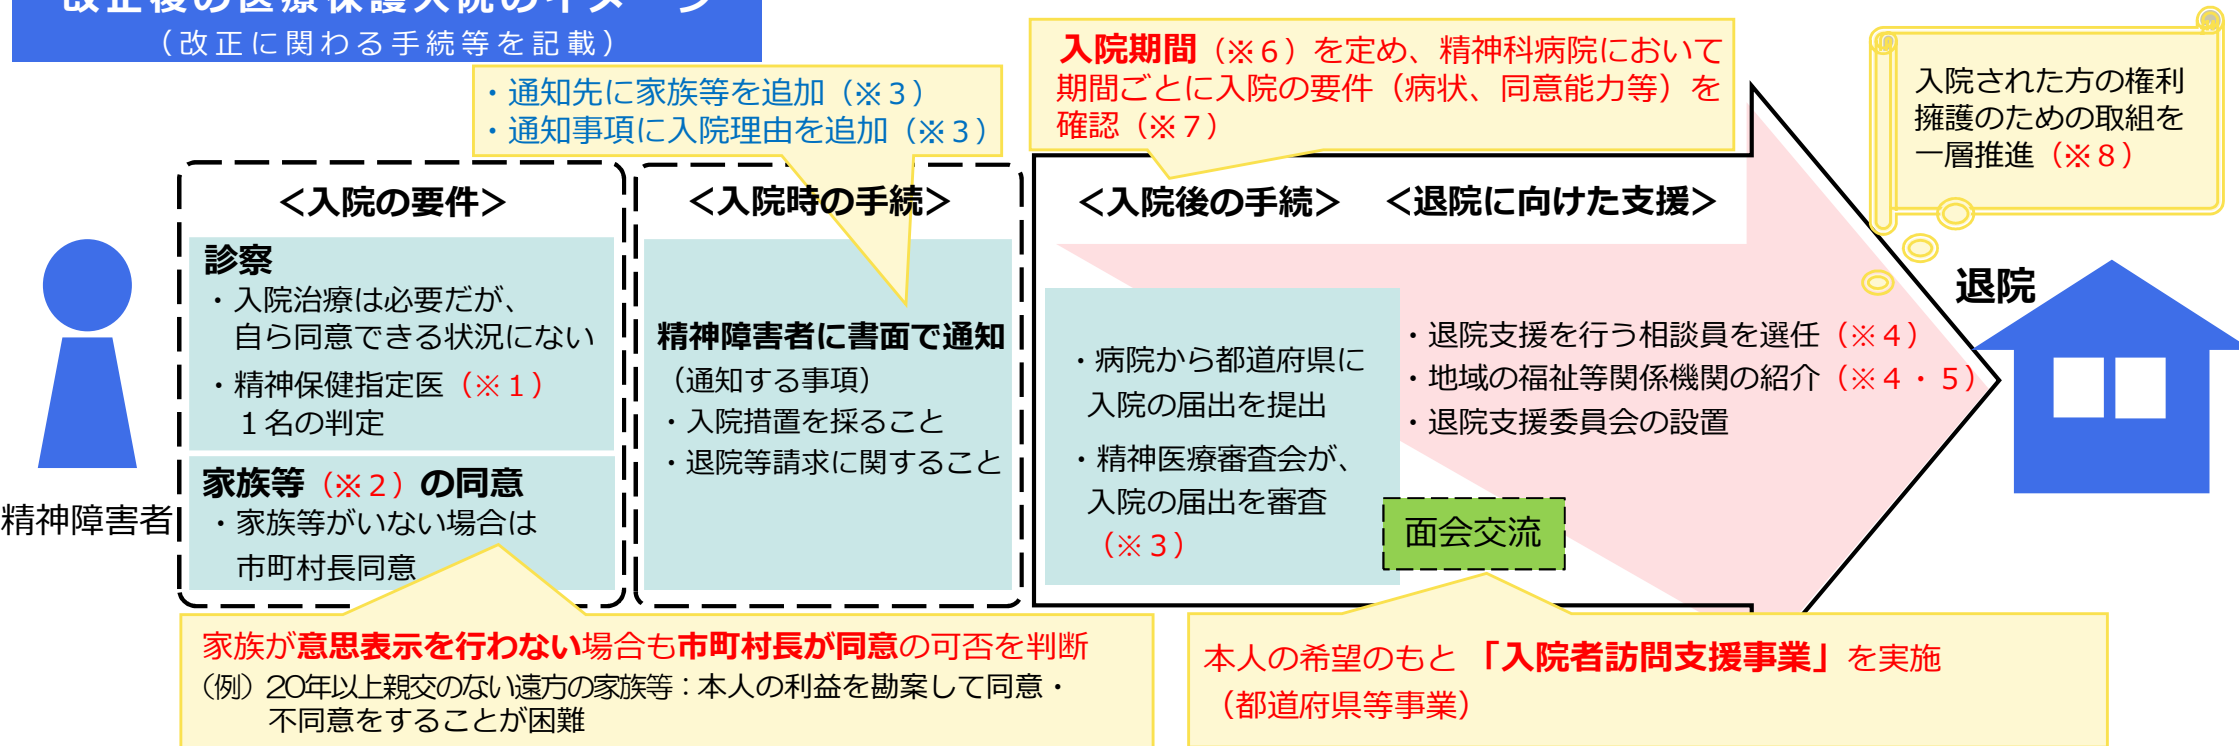 改正後の医療保護入院のイメージ
（改正に関わる手続等を記載）
・通知先に家族等を追加（※３）
・通知事項に入院理由を追加（※３）
入院期間（※６）を定め、精神科病院において
期間ごとに入院の要件（病状、同意能力等）を
確認（※７）
入院された方の権利
擁護のための取組を
一層推進（※８）
精神障害者
＜入院の要件＞
診察
・入院治療は必要だが、
自ら同意できる状況にない
・精神保健指定医（※１）
１名の判定
家族等（※２）の同意
・家族等がいない場合は
市町村長同意
＜入院時の手続＞
精神障害者に書面で通知
（通知する事項）
・入院措置を採ること
・退院等請求に関すること
＜入院後の手続＞
・病院から都道府県に
入院の届出を提出
・精神医療審査会が、
入院の届出を審査
（※３）
＜退院に向けた支援＞
・退院支援を行う相談員を選任（※４）
・地域の福祉等関係機関の紹介（※４・５）
・退院支援委員会の設置
面会交流
退院
家族が意思表示を行わない場合も市町村長が同意の可否を判断
（例）20年以上親交のない遠方の家族等：本人の利益を勘案して同意・
不同意をすることが困難
本人の希望のもと「入院者訪問支援事業」を実施
（都道府県等事業）